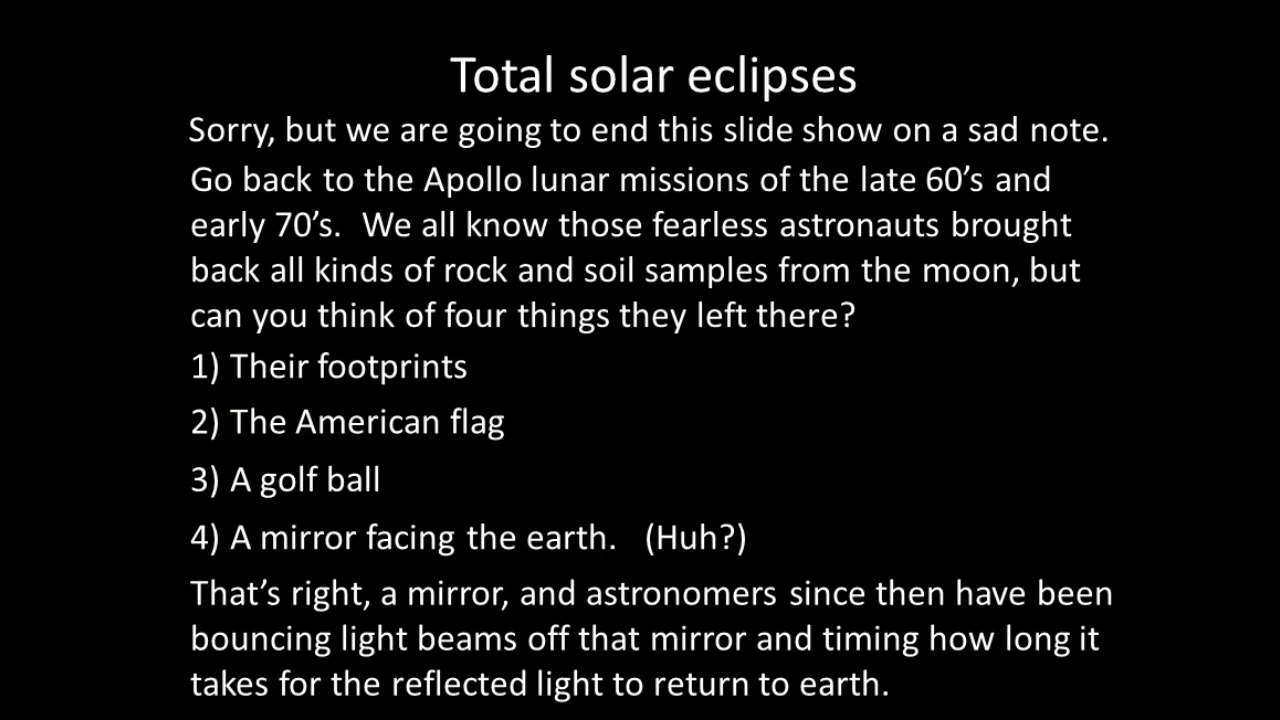 Total solar eclipses
Sorry, but we are going to end this slide show on a sad note.
Go back to the Apollo lunar missions of the late 60’s and
early 70’s.  We all know those fearless astronauts brought
back all kinds of rock and soil samples from the moon, but
can you think of four things they left there?
1) Their footprints
2) The American flag
3) A golf ball
4) A mirror facing the earth.   (Huh?)
That’s right, a mirror, and astronomers since then have been
bouncing light beams off that mirror and timing how long it
takes for the reflected light to return to earth.